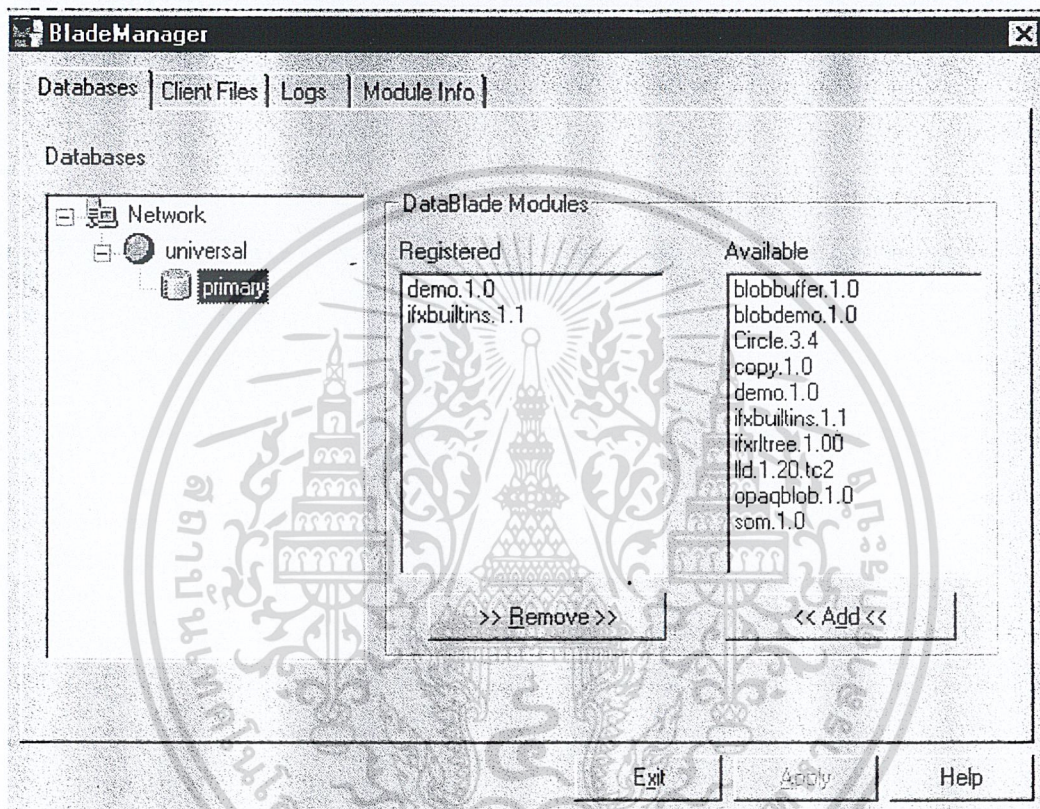 BladeManager
Databases
Client Files
Logs
Module Info
Databases
Network
universal
primary
DataBlade Modules
Registered
Available
demo.1.0
ifxbuiltins.1.1
blobbuffer.1.0
blobdemo.1.0
Circle.3.4
copy.1.0
demo.1.0
ifxbuiltins.1.1
ifxrltree.1.00
lld.1.20.tc2
opaqblob.1.0
som.1.0
>> Remove >>
<< Add <<
Exit
Apply
Help